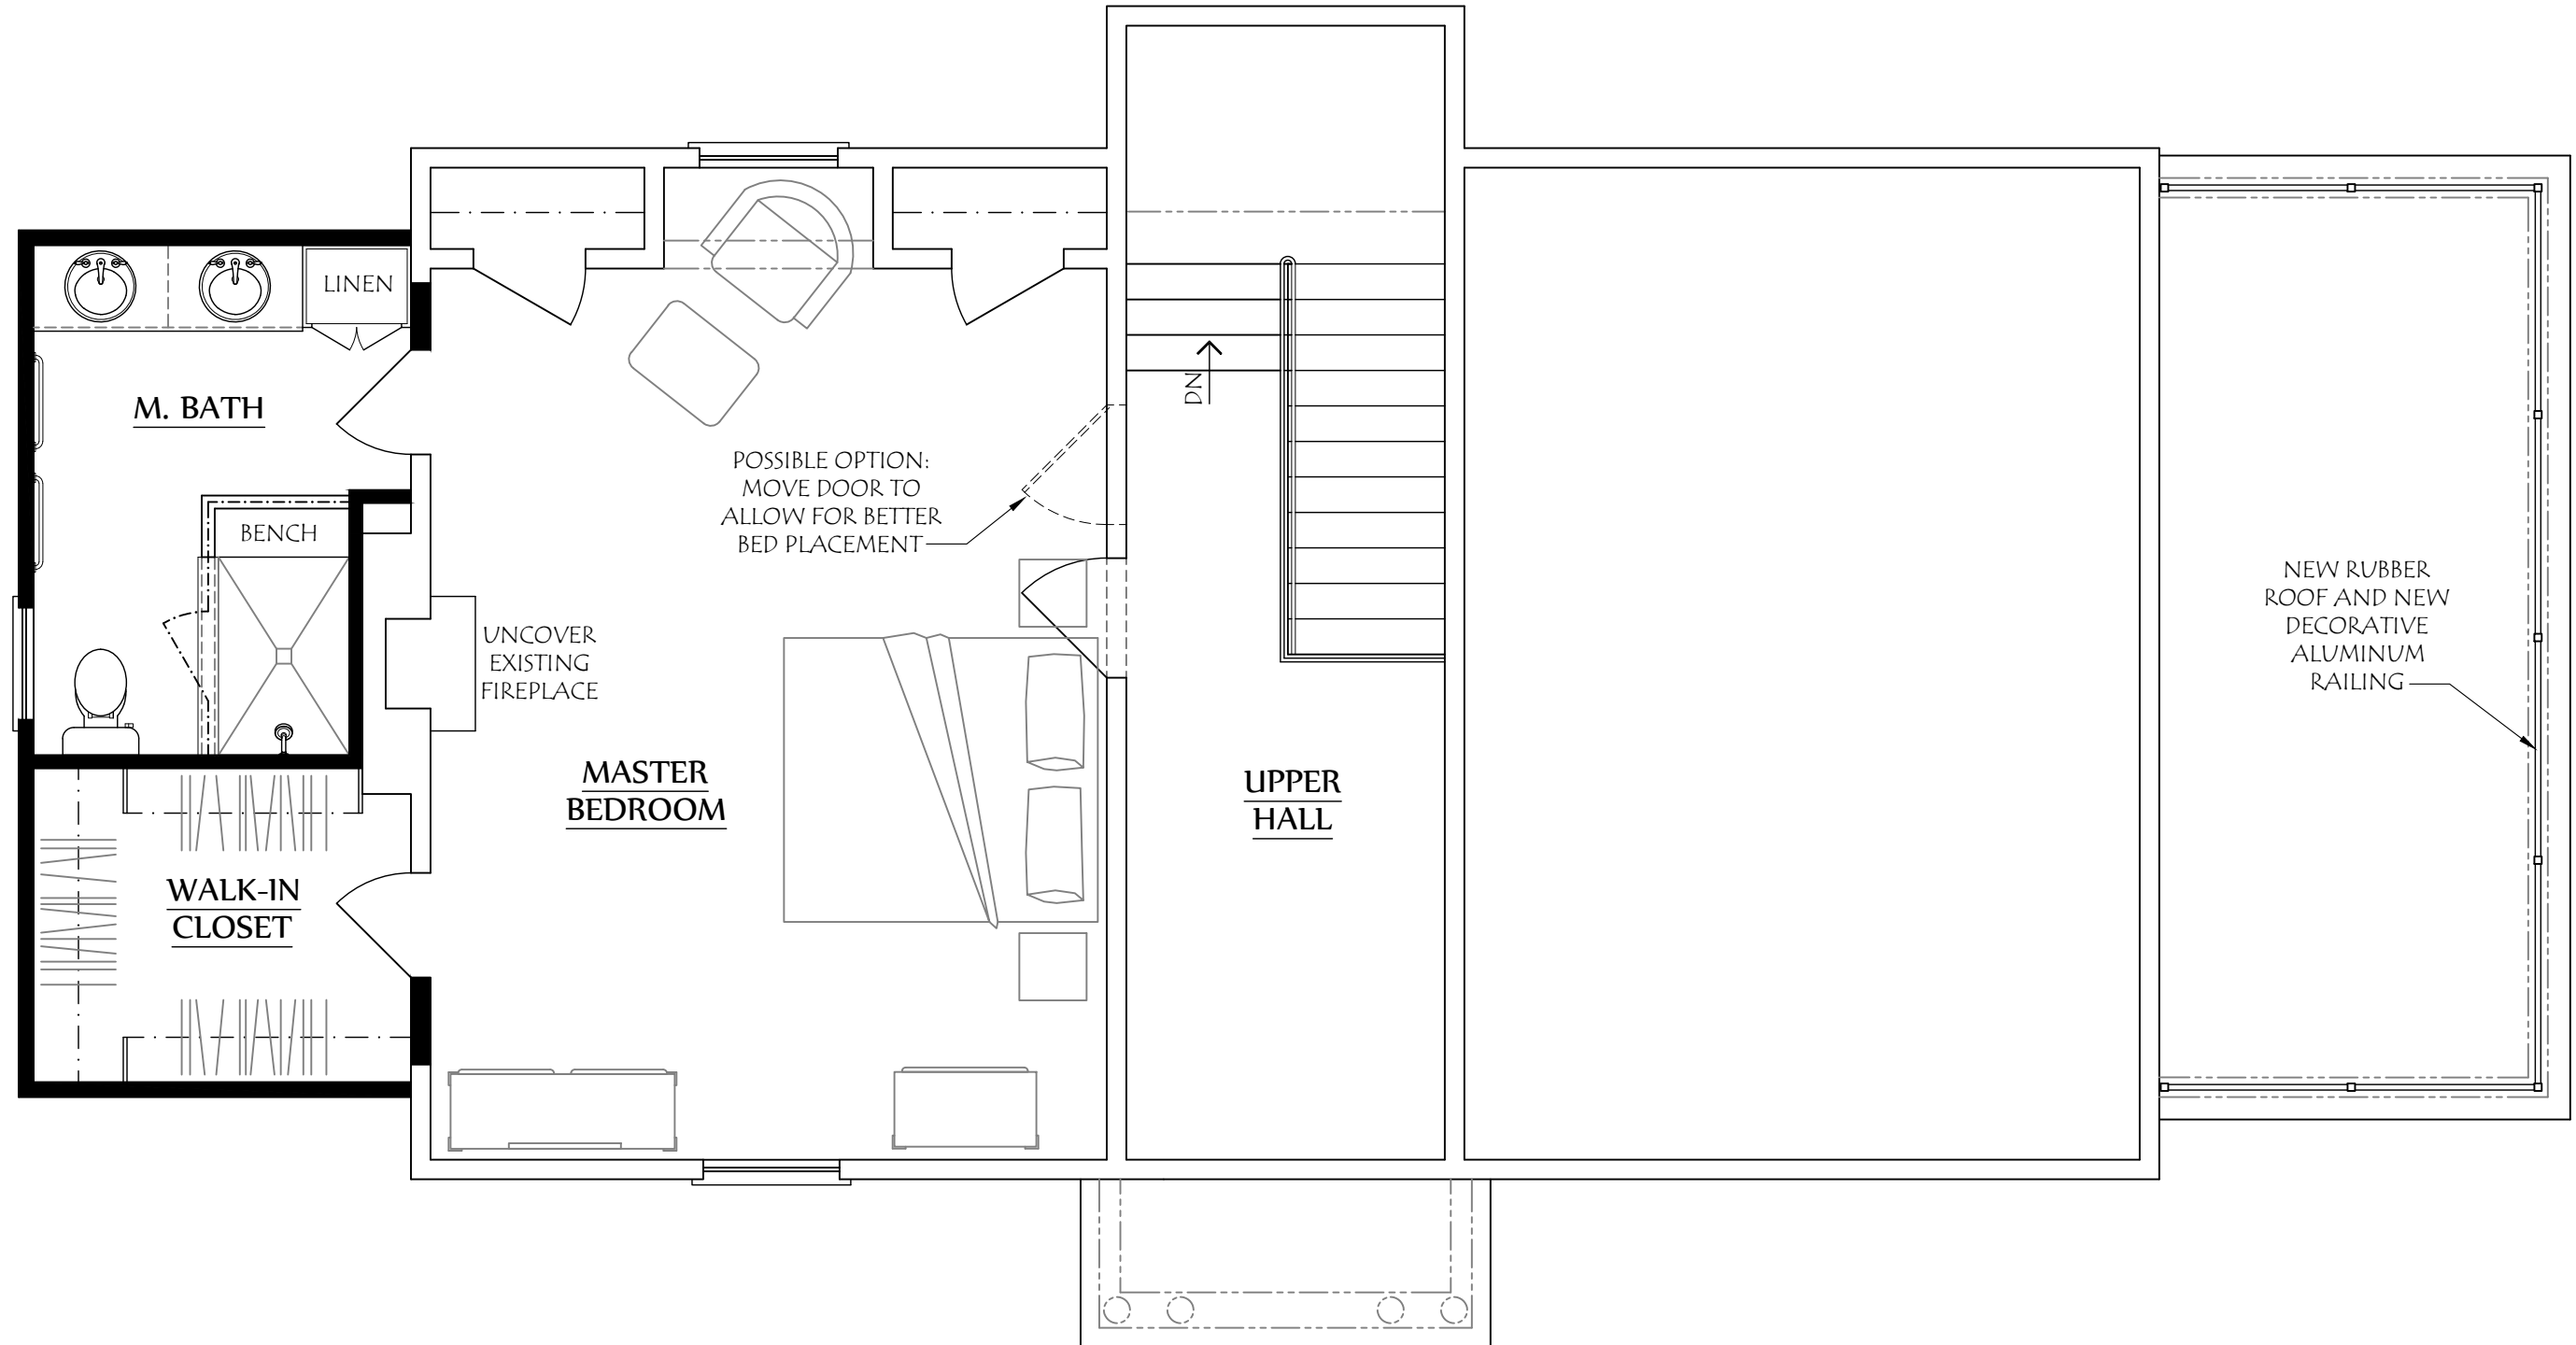 LINEN
M. BATH
BENCH
POSSIBLE OPTION:
MOVE DOOR TO
ALLOW FOR BETTER
BED PLACEMENT
DN
UNCOVER
EXISTING
FIREPLACE
MASTER
BEDROOM
WALK-IN
CLOSET
UPPER
HALL
NEW RUBBER
ROOF AND NEW
DECORATIVE
ALUMINUM
RAILING